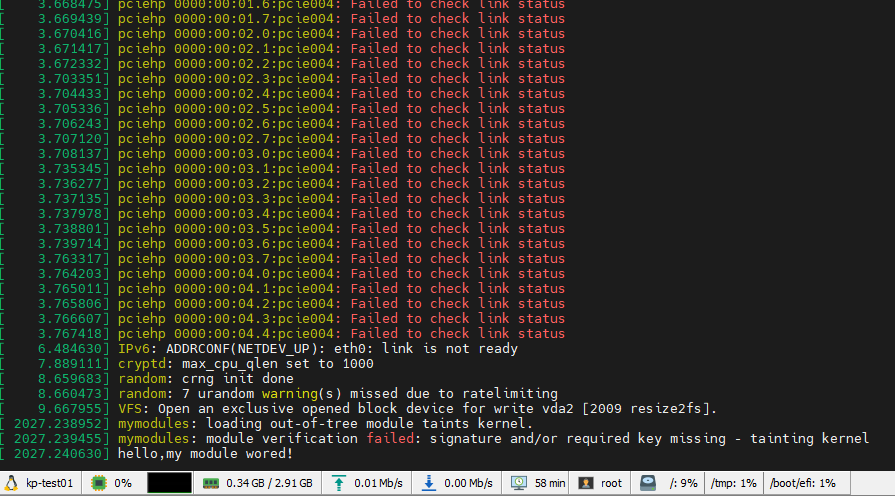 [    3.668475] pciehp 0000:00:01.6:pcie004: Failed to check link status
[    3.669439] pciehp 0000:00:01.7:pcie004: Failed to check link status
[    3.670416] pciehp 0000:00:02.0:pcie004: Failed to check link status
[    3.671417] pciehp 0000:00:02.1:pcie004: Failed to check link status
[    3.672332] pciehp 0000:00:02.2:pcie004: Failed to check link status
[    3.703351] pciehp 0000:00:02.3:pcie004: Failed to check link status
[    3.704433] pciehp 0000:00:02.4:pcie004: Failed to check link status
[    3.705336] pciehp 0000:00:02.5:pcie004: Failed to check link status
[    3.706243] pciehp 0000:00:02.6:pcie004: Failed to check link status
[    3.707120] pciehp 0000:00:02.7:pcie004: Failed to check link status
[    3.708137] pciehp 0000:00:03.0:pcie004: Failed to check link status
[    3.735345] pciehp 0000:00:03.1:pcie004: Failed to check link status
[    3.736277] pciehp 0000:00:03.2:pcie004: Failed to check link status
[    3.737135] pciehp 0000:00:03.3:pcie004: Failed to check link status
[    3.737978] pciehp 0000:00:03.4:pcie004: Failed to check link status
[    3.738801] pciehp 0000:00:03.5:pcie004: Failed to check link status
[    3.739714] pciehp 0000:00:03.6:pcie004: Failed to check link status
[    3.763317] pciehp 0000:00:03.7:pcie004: Failed to check link status
[    3.764203] pciehp 0000:00:04.0:pcie004: Failed to check link status
[    3.765011] pciehp 0000:00:04.1:pcie004: Failed to check link status
[    3.765806] pciehp 0000:00:04.2:pcie004: Failed to check link status
[    3.766607] pciehp 0000:00:04.3:pcie004: Failed to check link status
[    3.767418] pciehp 0000:00:04.4:pcie004: Failed to check link status
[    6.484630] IPv6: ADDRCONF(NETDEV_UP): eth0: link is not ready
[    7.889111] cryptd: max_cpu_qlen set to 1000
[    8.659683] random: crng init done
[    8.660473] random: 7 urandom warning(s) missed due to ratelimiting
[    9.667955] VFS: Open an exclusive opened block device for write vda2 [2009 resize2fs].
[ 2027.238952] mymodules: loading out-of-tree module taints kernel.
[ 2027.239455] mymodules: module verification failed: signature and/or required key missing - tainting kernel
[ 2027.240630] hello,my module wored!
kp-test01 0% 0.34 GB / 2.91 GB 0.01 Mb/s 0.00 Mb/s 58 min root /: 9% /tmp: 1% /boot/efi: 1%